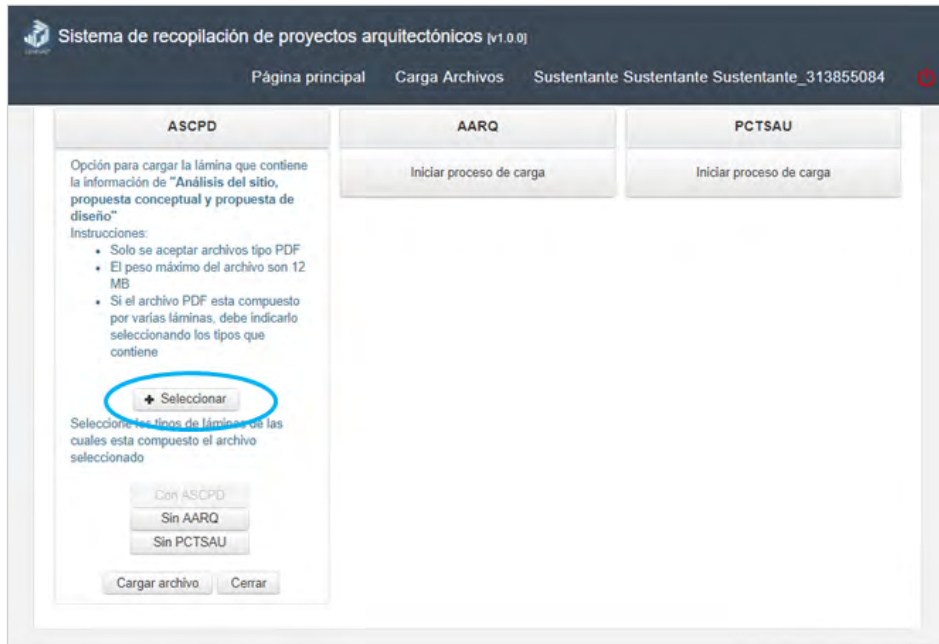 Sistema de recopilación de proyectos arquitectónicos [v1.0.0]
Página principal Carga Archivos Sustentante Sustentante Sustentante_313855084
ASCPD
Opción para cargar la lámina que contiene
la información de "Análisis del sitio,
propuesta conceptual y propuesta de
diseño"
Instrucciones:
• Solo se aceptar archivos tipo PDF
• El peso máximo del archivo son 12
MB
• Si el archivo PDF esta compuesto
por varias láminas, debe indicarlo
seleccionando los tipos que
contiene
+ Seleccionar
Seleccione los tipos de láminas de las
cuales esta compuesto el archivo
seleccionado
Con ASCPD
Sin AARQ
Sin PCTSAU
Cargar archivo Cerrar
AARQ
Iniciar proceso de carga
PCTSAU
Iniciar proceso de carga